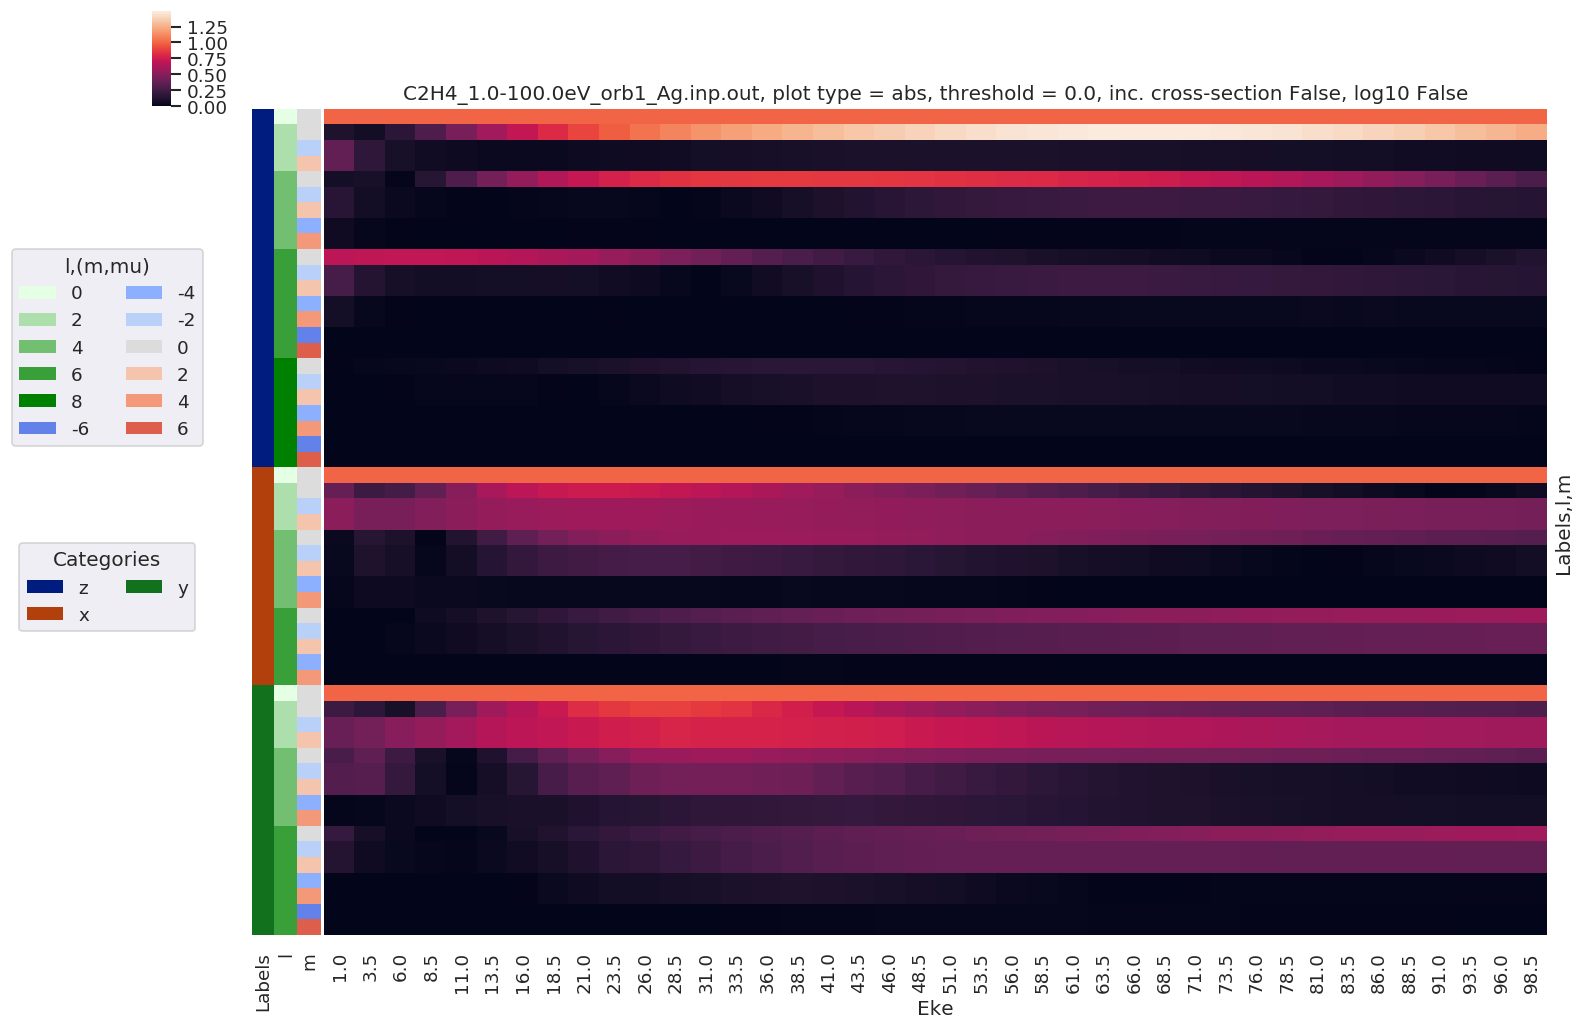 1.25
1.00
0.75
0.50
0.25
0.00
C2H4_1.0-100.0eV_orb1_Ag.inp.out, plot type = abs, threshold = 0.0, inc. cross-section False, log10 False
l,(m,mu)
0 -4
2 -2
4 0
6 2
8 4
-6 6
Categories
z y
x
Labels,l,m
Labels l m 1.0 3.5 6.0 8.5 11.0 13.5 16.0 18.5 21.0 23.5 26.0 28.5 31.0 33.5 36.0 38.5 41.0 43.5 46.0 48.5 51.0 53.5 56.0 58.5 61.0 63.5 66.0 68.5 71.0 73.5 76.0 78.5 81.0 83.5 86.0 88.5 91.0 93.5 96.0 98.5
Eke